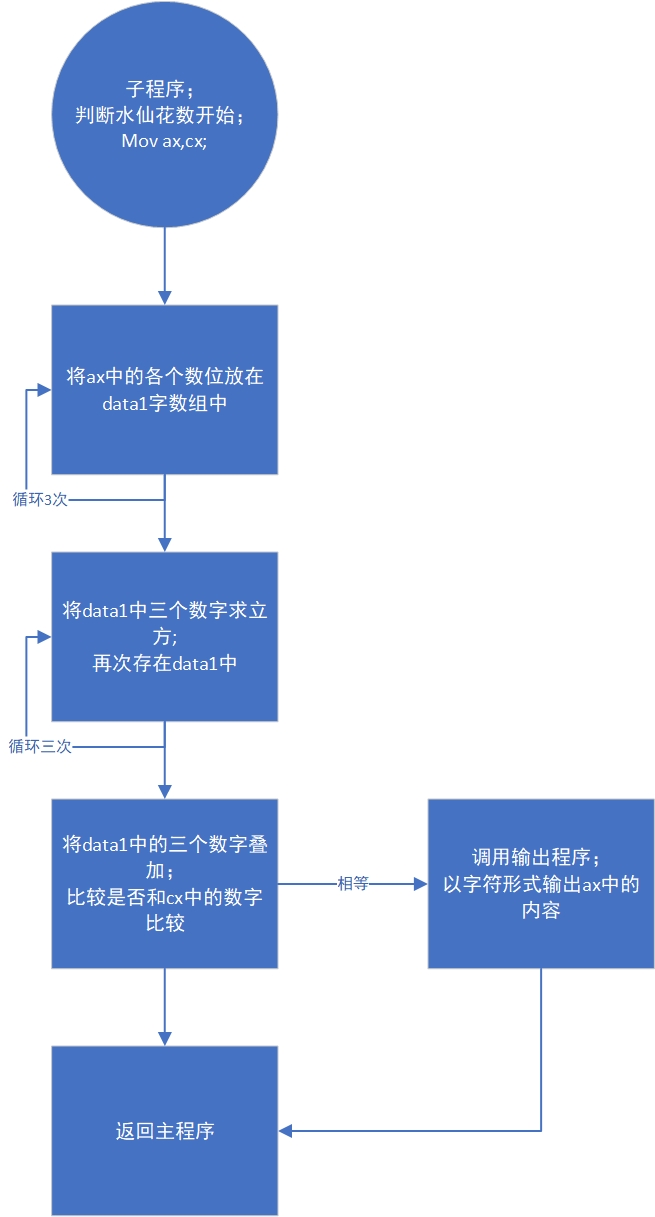 子程序；
判断水仙花数开始；
Mov ax,cx;
将ax中的各个数位放在
data1字数组中
循环3次
将data1中三个数字求立
方;
再次存在data1中
循环三次
将data1中的三个数字叠
加；
比较是否和cx中的数字
比较
相等
调用输出程序；
以字符形式输出ax中的
内容
返回主程序